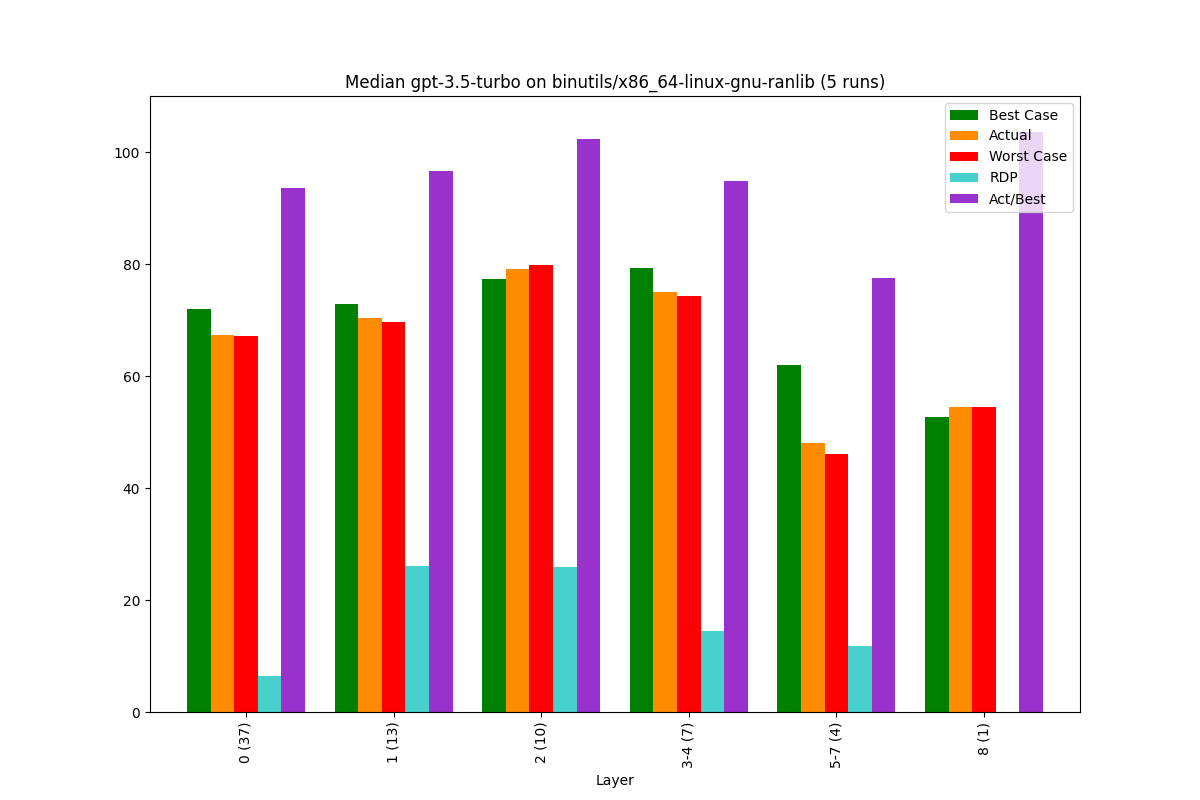 Median gpt-3.5-turbo on binutils/x86_64-linux-gnu-ranlib (5 runs)
Best Case
Actual
Worst Case
RDP
Act/Best
100
80
60
40
20
0
0 (37)
1 (13)
2 (10)
3-4 (7)
5-7 (4)
8 (1)
Layer